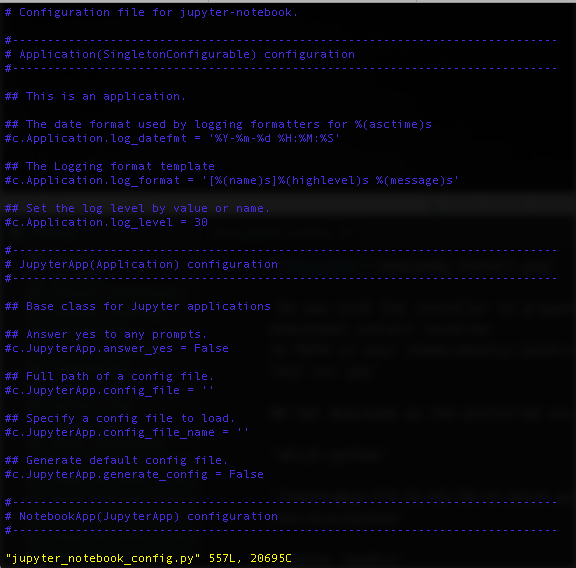 # Configuration file for jupyter-notebook.
#------------------------------------------------------------------------------
# Application(SingletonConfigurable) configuration
#------------------------------------------------------------------------------
## This is an application.
## The date format used by logging formatters for %(asctime)s
#c.Application.log_datefmt = '%Y-%m-%d %H:%M:%S'
## The Logging format template
#c.Application.log_format = '[%(name)s]%(highlevel)s %(message)s'
## Set the log level by value or name.
#c.Application.log_level = 30
#------------------------------------------------------------------------------
# JupyterApp(Application) configuration
#------------------------------------------------------------------------------
## Base class for Jupyter applications
## Answer yes to any prompts.
#c.JupyterApp.answer_yes = False
## Full path of a config file.
#c.JupyterApp.config_file = ''
## Specify a config file to load.
#c.JupyterApp.config_file_name = ''
## Generate default config file.
#c.JupyterApp.generate_config = False
#------------------------------------------------------------------------------
# NotebookApp(JupyterApp) configuration
#------------------------------------------------------------------------------
"jupyter_notebook_config.py" 557L, 20695C